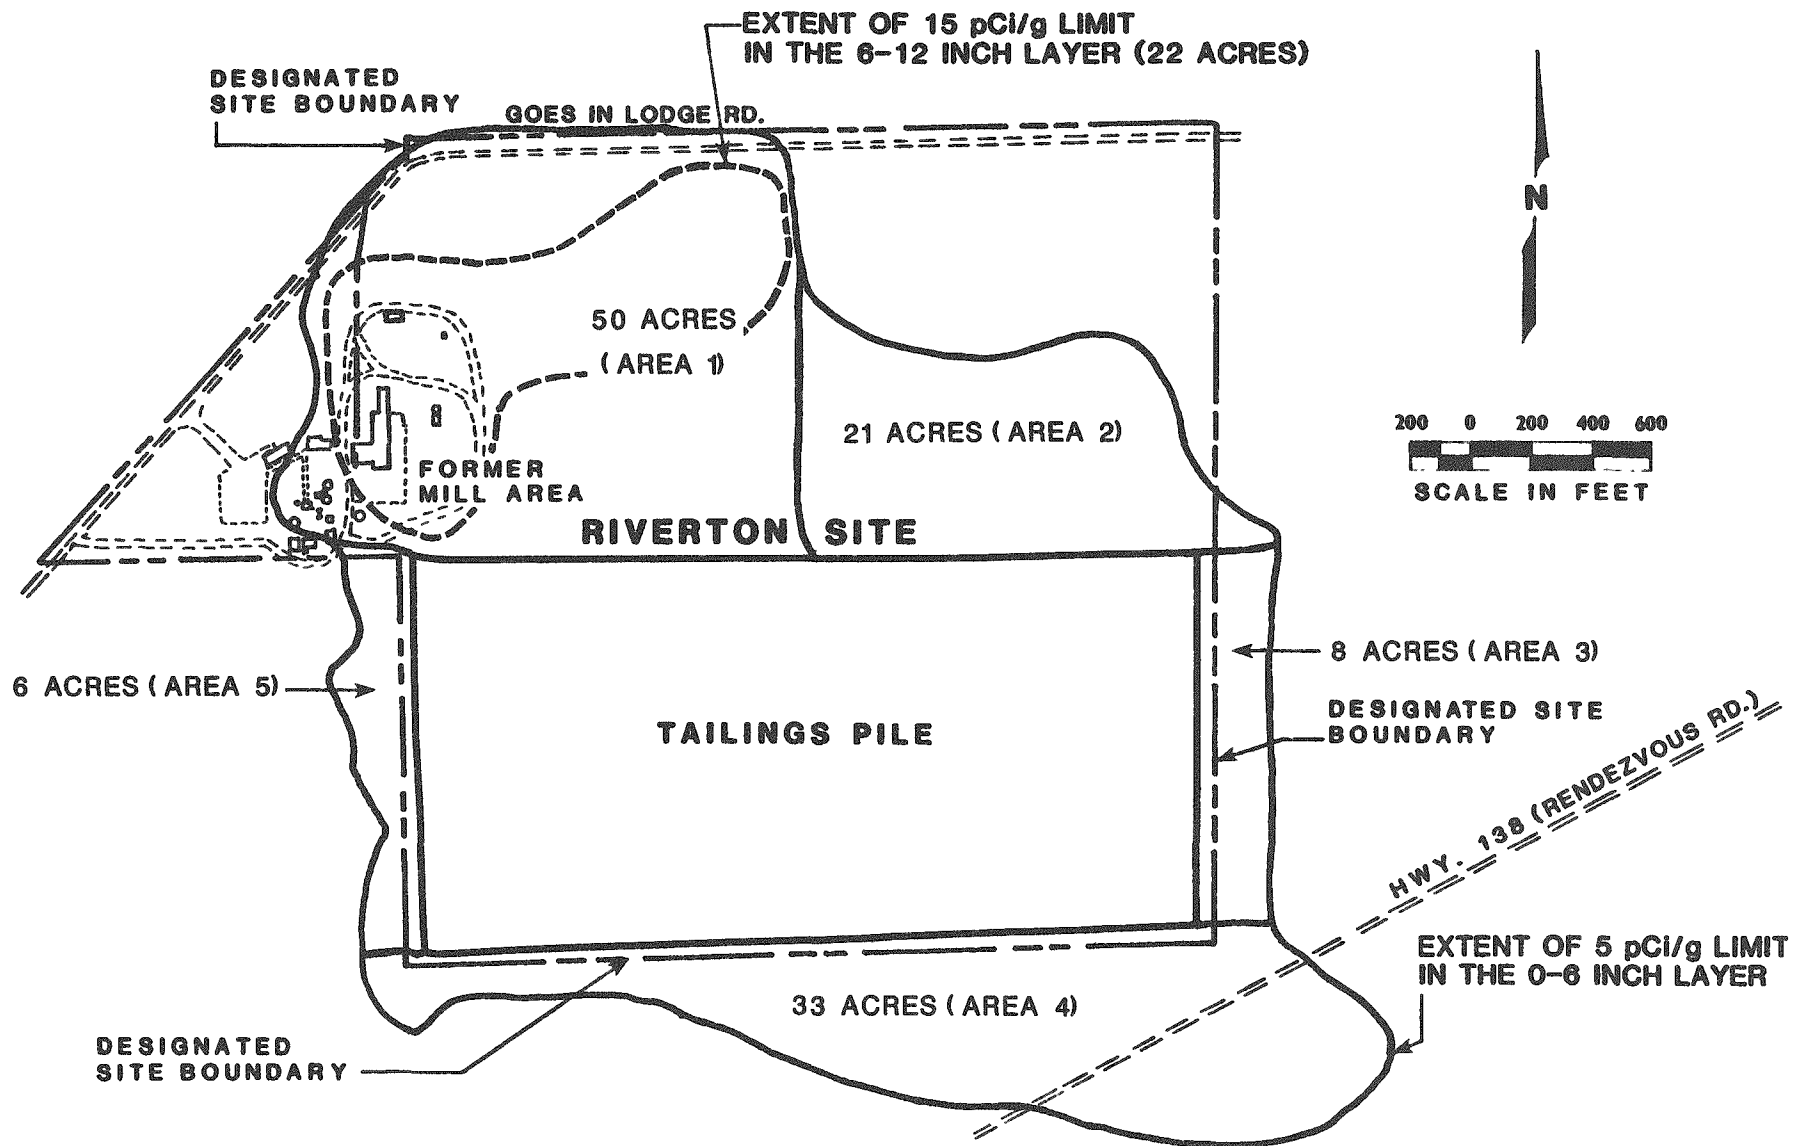 EXTENT OF 15 pCi/g LIMIT
IN THE 6-12 INCH LAYER (22 ACRES)
DESIGNATED
SITE BOUNDARY
GOES IN LODGE RD.
N
50 ACRES
(AREA 1)
200 0 200 400 600
SCALE IN FEET
21 ACRES (AREA 2)
FORMER
MILL AREA
RIVERTON SITE
8 ACRES (AREA 3)
6 ACRES (AREA 5)
DESIGNATED SITE
BOUNDARY
TAILINGS PILE
HWY. 138 (RENDEZVOUS RD.)
EXTENT OF 5 pCi/g LIMIT
IN THE 0-6 INCH LAYER
33 ACRES (AREA 4)
DESIGNATED
SITE BOUNDARY